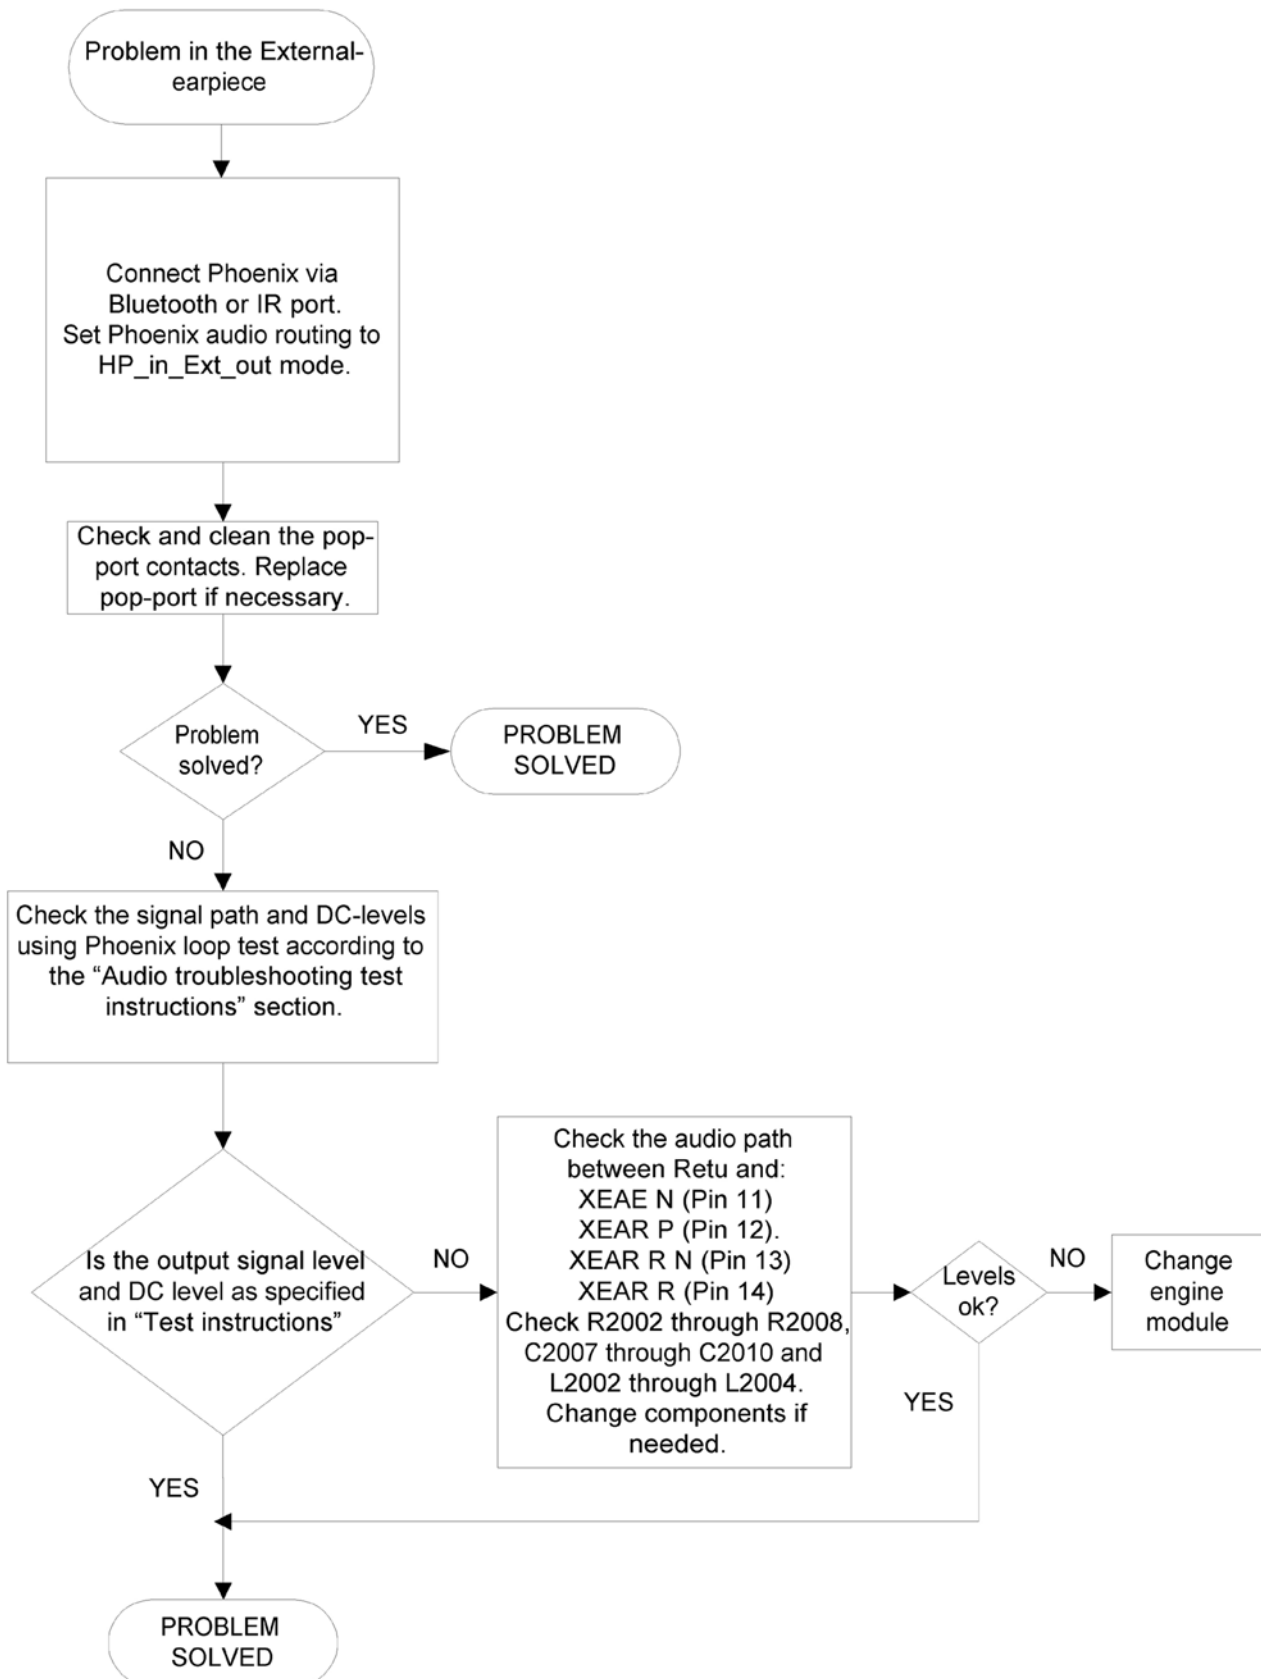 Problem in the External-
earpiece
Connect Phoenix via
Bluetooth or IR port.
Set Phoenix audio routing to
HP_in_Ext_out mode.
Check and clean the pop-
port contacts. Replace
pop-port if necessary.
Problem
solved?
YES
PROBLEM
SOLVED
NO
Check the signal path and DC-levels
using Phoenix loop test according to
the “Audio troubleshooting test
instructions” section.
Is the output signal level
and DC level as specified
in “Test instructions”
NO
Check the audio path
between Retu and:
XEAE N (Pin 11)
XEAR P (Pin 12).
XEAR R N (Pin 13)
XEAR R (Pin 14)
Check R2002 through R2008,
C2007 through C2010 and
L2002 through L2004.
Change components if
needed.
Levels
ok?
NO
Change
engine
module
YES
YES
PROBLEM
SOLVED